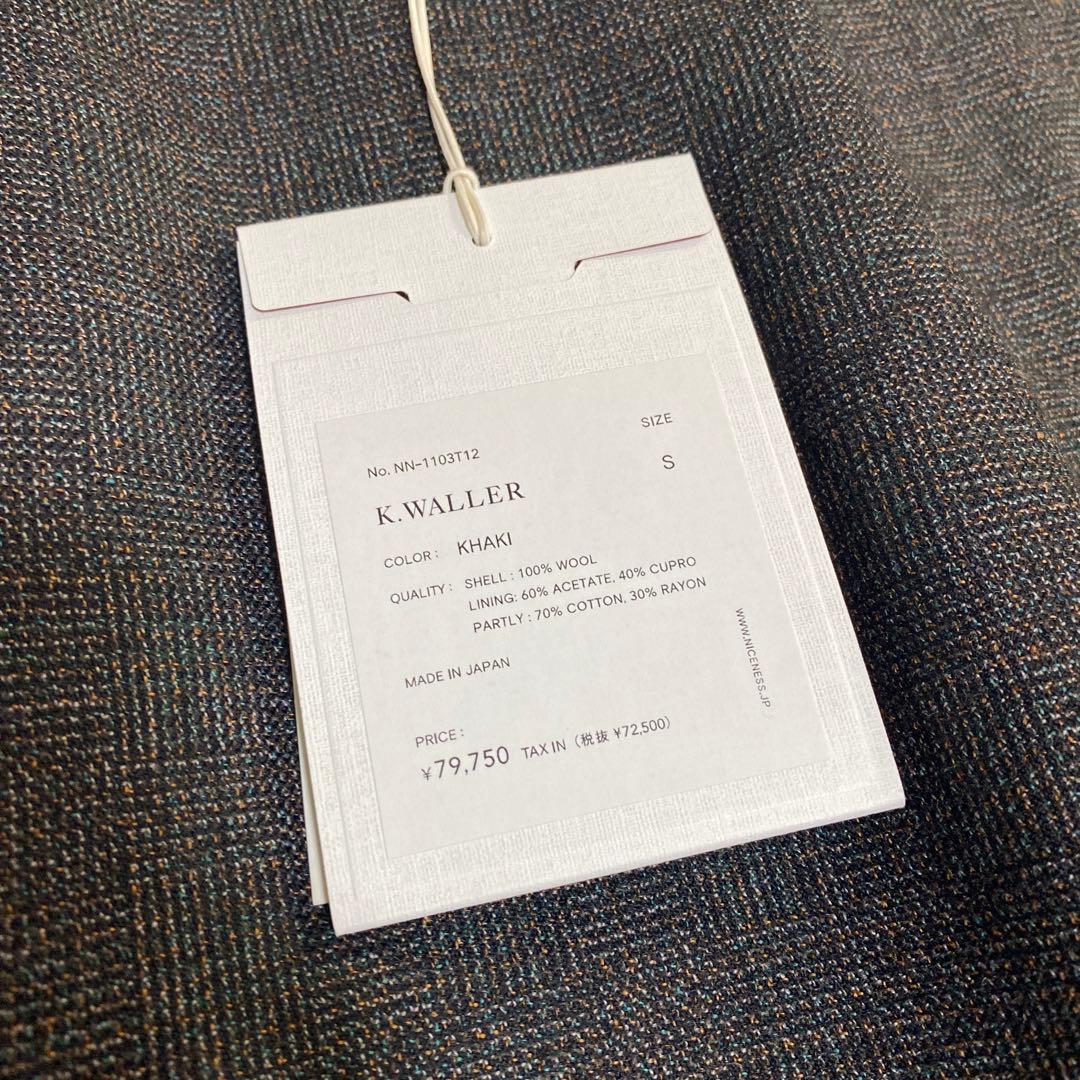 SIZE
No. NN-1103T12
S
K.WALLER
COLOR : KHAKI
QUALITY : SHELL : 100% WOOL
LINING: 60% ACETATE, 40% CUPRO
PARTLY : 70% COTTON, 30% RAYON
MADE IN JAPAN
WWW.NICENESS.JP
PRICE :
¥79,750 TAX IN (税抜 ¥72,500)